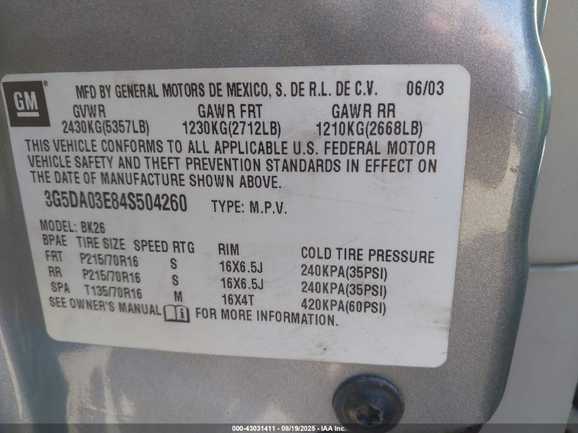 GM
MFD BY GENERAL MOTORS DE MEXICO, S. DE R.L. DE C.V. 06/03
GVWR GAWR FRT GAWR RR
2430KG(5357LB) 1230KG(2712LB) 1210KG(2668LB)
THIS VEHICLE CONFORMS TO ALL APPLICABLE U.S. FEDERAL MOTOR
VEHICLE SAFETY AND THEFT PREVENTION STANDARDS IN EFFECT ON
THE DATE OF MANUFACTURE SHOWN ABOVE.
3G5DA03E84S504260 TYPE: M.P.V.
MODEL: BK26
BPAE TIRE SIZE SPEED RTG RIM COLD TIRE PRESSURE
FRT P215/70R16 S 16X6.5J 240KPA(35PSI)
RR P215/70R16 S 16X6.5J 240KPA(35PSI)
SPA T135/70R16 M 16X4T 420KPA(60PSI)
SEE OWNER'S MANUAL FOR MORE INFORMATION.
000-43031411 - 08/19/2025 - IAA Inc.